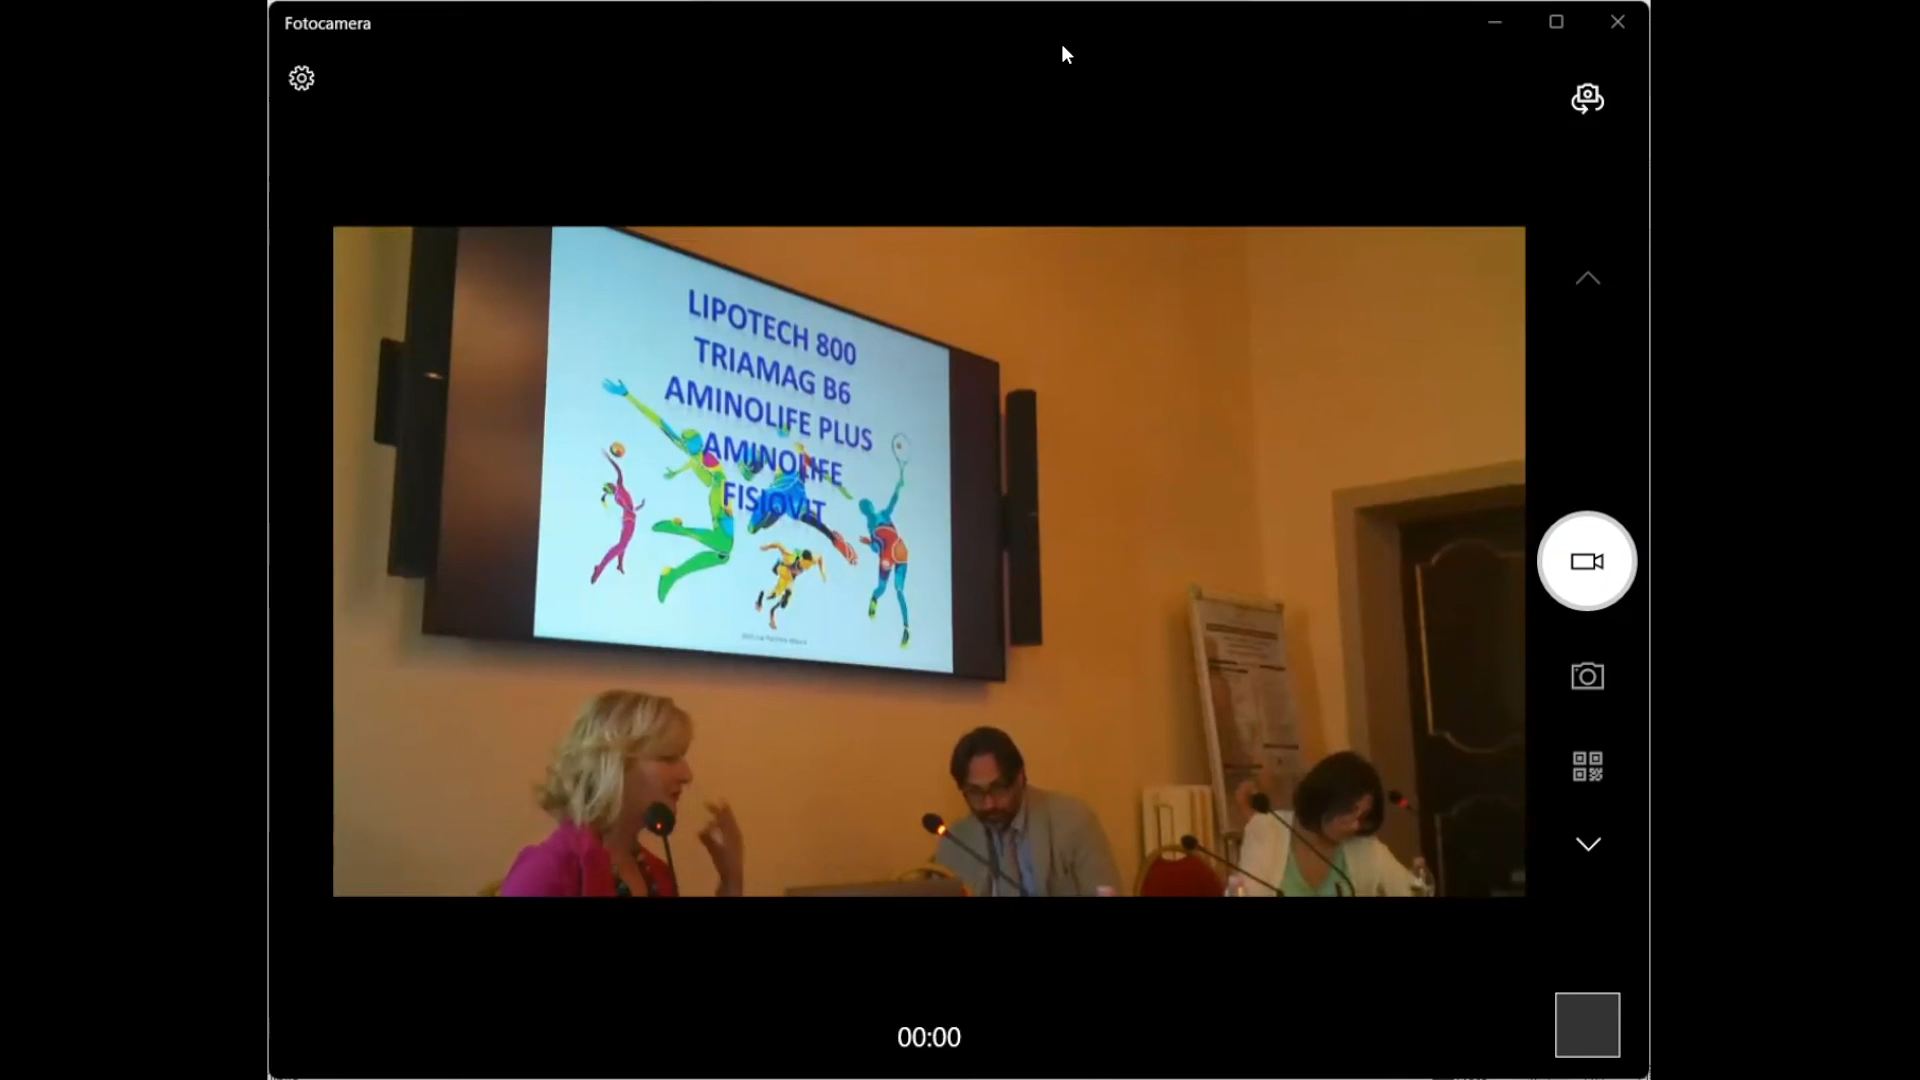 Fotocamera
LIPOTECH 800
TRIAMAG B6
AMINOLIFE PLUS
AMINOLIFE
FISIOVIT
00:00